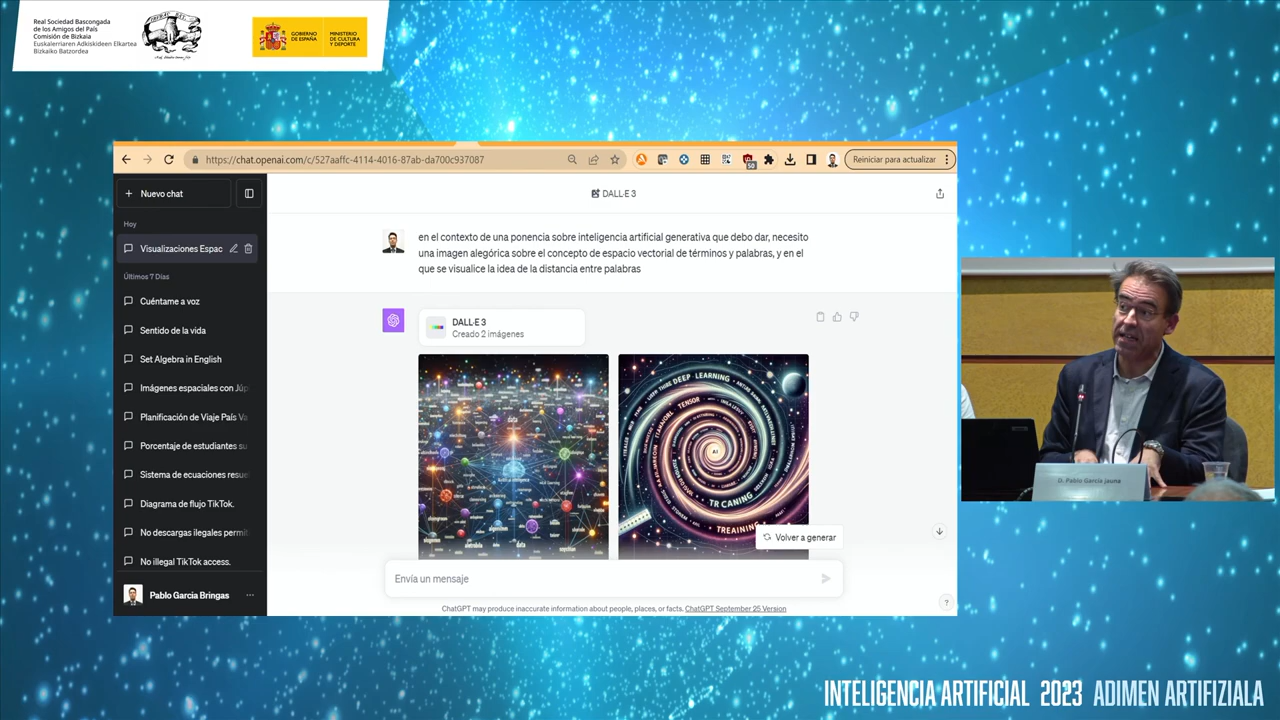 Real Sociedad Bascongada
de los Amigos del País
Comisión de Bizkaia
Euskalerriaren Adiskideen Elkartea
Bizkaiko Batzordea
GOBIERNO
DE ESPAÑA
MINISTERIO
DE CULTURA
Y DEPORTE
https://chat.openai.com/c/527aaffc-4114-4016-87ab-da700c937087
50
Reiniciar para actualizar
+ Nuevo chat
DALL·E 3
Hoy
Visualizaciones Espac
Últimos 7 Días
Cuéntame a voz
Sentido de la vida
Set Algebra in English
Imágenes espaciales con Júp
Planificación de Viaje País Va
Porcentaje de estudiantes su
Sistema de ecuaciones resue
Diagrama de flujo TikTok.
No descargas ilegales permit
No illegal TikTok access.
Pablo Garcia Bringas
en el contexto de una ponencia sobre inteligencia artificial generativa que debo dar, necesito
una imagen alegórica sobre el concepto de espacio vectorial de términos y palabras, y en el
que se visualice la idea de la distancia entre palabras
DALL·E 3
Creado 2 imágenes
DEEP LEARNING
TENSOR
AI
TR CANING
TREAINING
Volver a generar
Envía un mensaje
ChatGPT may produce inaccurate information about people, places, or facts. ChatGPT September 25 Version
?
D. Pablo García jauna
INTELIGENCIA ARTIFICIAL 2023 ADIMEN ARTIFIZIALA